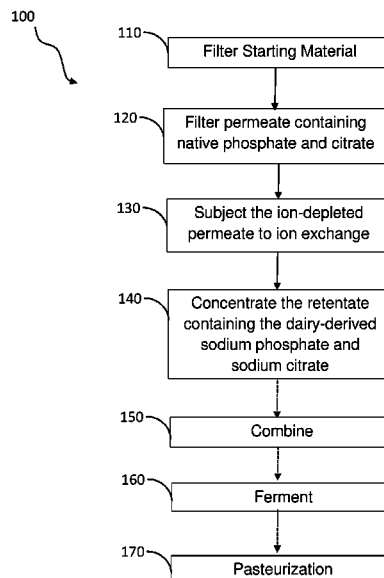 100
110
Filter Starting Material
120
Filter permeate containing
native phosphate and citrate
130
Subject the ion-depleted
permeate to ion exchange
140
Concentrate the retentate
containing the dairy-derived
sodium phosphate and
sodium citrate
150
Combine
160
Ferment
170
Pasteurization